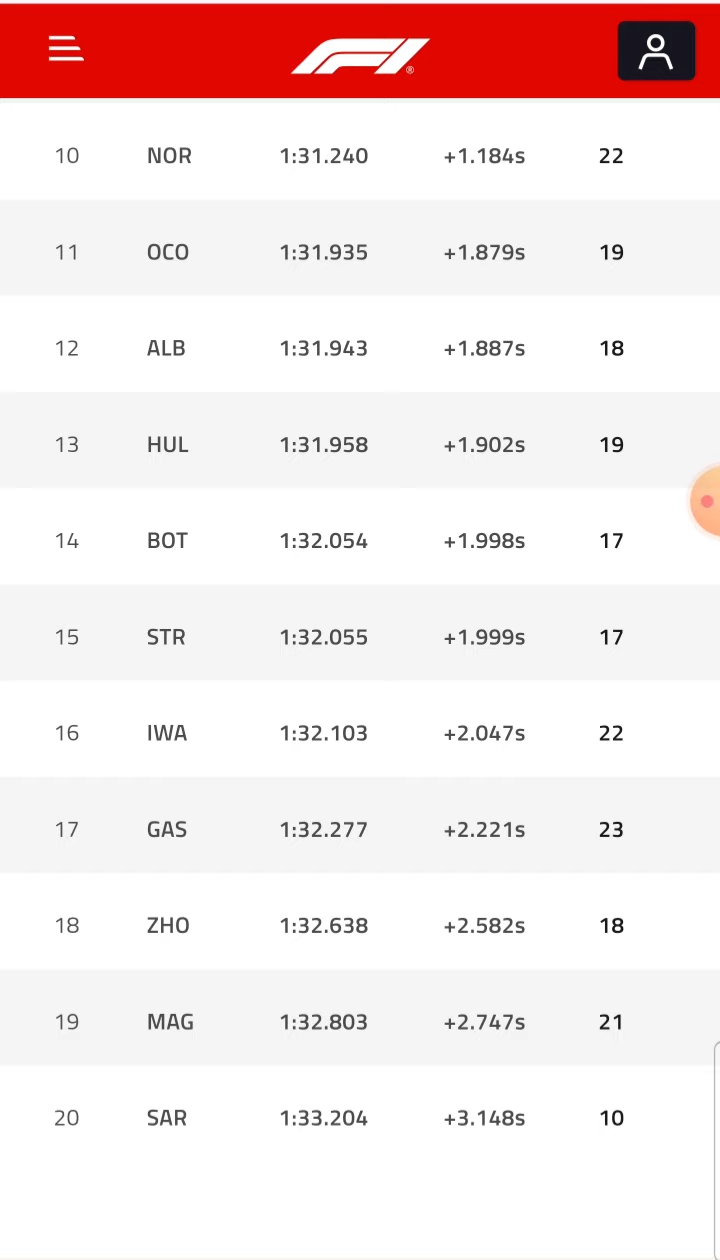 F1®
10 NOR 1:31.240 +1.184s 22
11 OCO 1:31.935 +1.879s 19
12 ALB 1:31.943 +1.887s 18
13 HUL 1:31.958 +1.902s 19
14 BOT 1:32.054 +1.998s 17
15 STR 1:32.055 +1.999s 17
16 IWA 1:32.103 +2.047s 22
17 GAS 1:32.277 +2.221s 23
18 ZHO 1:32.638 +2.582s 18
19 MAG 1:32.803 +2.747s 21
20 SAR 1:33.204 +3.148s 10